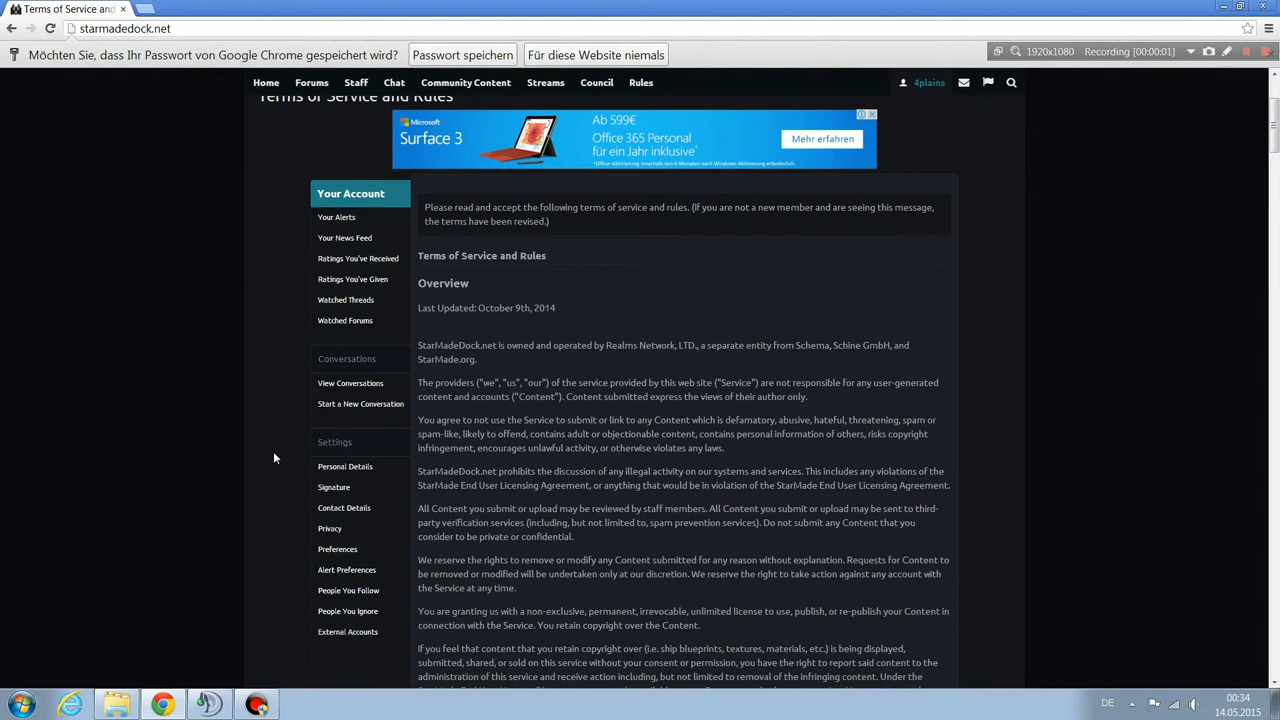 Terms of Service and
starmadedock.net
Möchten Sie, dass Ihr Passwort von Google Chrome gespeichert wird?
Passwort speichern
Für diese Website niemals
1920x1080
Recording [00:00:01]
Home
Forums
Staff
Chat
Community Content
Streams
Council
Rules
4plains
Terms of Service and Rules
Microsoft
Surface 3
Ab 599€
Office 365 Personal
für ein Jahr inklusive*
*Office-Aktivierung innerhalb von 6 Monaten nach Windows-Aktivierung erforderlich.
Mehr erfahren
Your Account
Your Alerts
Your News Feed
Ratings You've Received
Ratings You've Given
Watched Threads
Watched Forums
Conversations
View Conversations
Start a New Conversation
Settings
Personal Details
Signature
Contact Details
Privacy
Preferences
Alert Preferences
People You Follow
People You Ignore
External Accounts
Please read and accept the following terms of service and rules. (If you are not a new member and are seeing this message,
the terms have been revised.)
Terms of Service and Rules
Overview
Last Updated: October 9th, 2014
StarMadeDock.net is owned and operated by Realms Network, LTD., a separate entity from Schema, Schine GmbH, and
StarMade.org.
The providers ("we", "us", "our") of the service provided by this web site ("Service") are not responsible for any user-generated
content and accounts ("Content"). Content submitted express the views of their author only.
You agree to not use the Service to submit or link to any Content which is defamatory, abusive, hateful, threatening, spam or
spam-like, likely to offend, contains adult or objectionable content, contains personal information of others, risks copyright
infringement, encourages unlawful activity, or otherwise violates any laws.
StarMadeDock.net prohibits the discussion of any illegal activity on our systems and services. This includes any violations of the
StarMade End User Licensing Agreement, or anything that would be in violation of the StarMade End User Licensing Agreement.
All Content you submit or upload may be reviewed by staff members. All Content you submit or upload may be sent to third-
party verification services (including, but not limited to, spam prevention services). Do not submit any Content that you
consider to be private or confidential.
We reserve the rights to remove or modify any Content submitted for any reason without explanation. Requests for Content to
be removed or modified will be undertaken only at our discretion. We reserve the right to take action against any account with
the Service at any time.
You are granting us with a non-exclusive, permanent, irrevocable, unlimited license to use, publish, or re-publish your Content in
connection with the Service. You retain copyright over the Content.
If you feel that content that you retain copyright over (i.e. ship blueprints, textures, materials, etc.) is being displayed,
submitted, shared, or sold on this service without your consent or permission, you have the right to report said content to the
administration of this service and receive action including, but not limited to removal of the infringing content. Under the
DE
00:34
14.05.2015